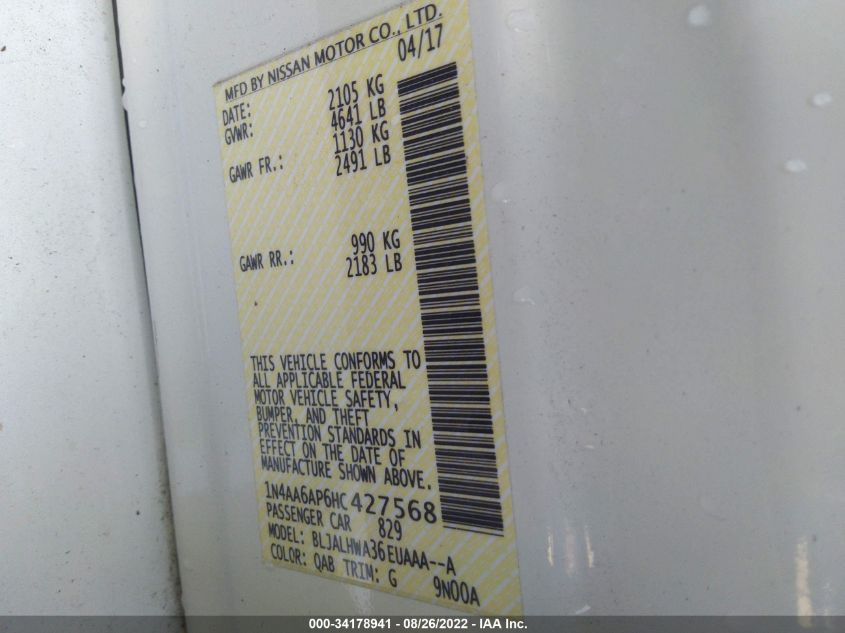 MFD BY NISSAN MOTOR CO., LTD.
DATE: 04/17
GVWR: 2105 KG
4641 LB
GAWR FR.: 1130 KG
2491 LB
GAWR RR.: 990 KG
2183 LB
THIS VEHICLE CONFORMS TO
ALL APPLICABLE FEDERAL
MOTOR VEHICLE SAFETY,
BUMPER, AND THEFT
PREVENTION STANDARDS IN
EFFECT ON THE DATE OF
MANUFACTURE SHOWN ABOVE.
1N4AA6AP6HC427568
PASSENGER CAR 829
MODEL: BLJALHWA36EUAAA--A
COLOR: QAB TRIM: G 9N00A
000-34178941 - 08/26/2022 - IAA Inc.